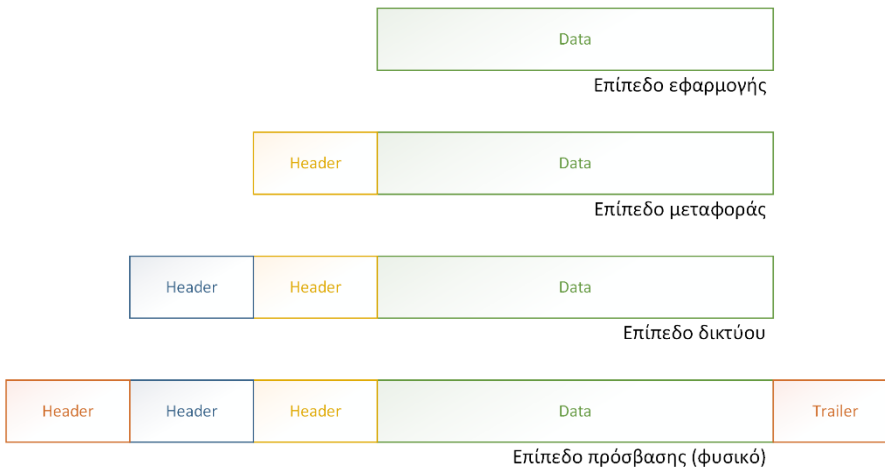 Data
Επίπεδο εφαρμογής
Header Data
Επίπεδο μεταφοράς
Header Header Data
Επίπεδο δικτύου
Header Header Header Data Trailer
Επίπεδο πρόσβασης (φυσικό)